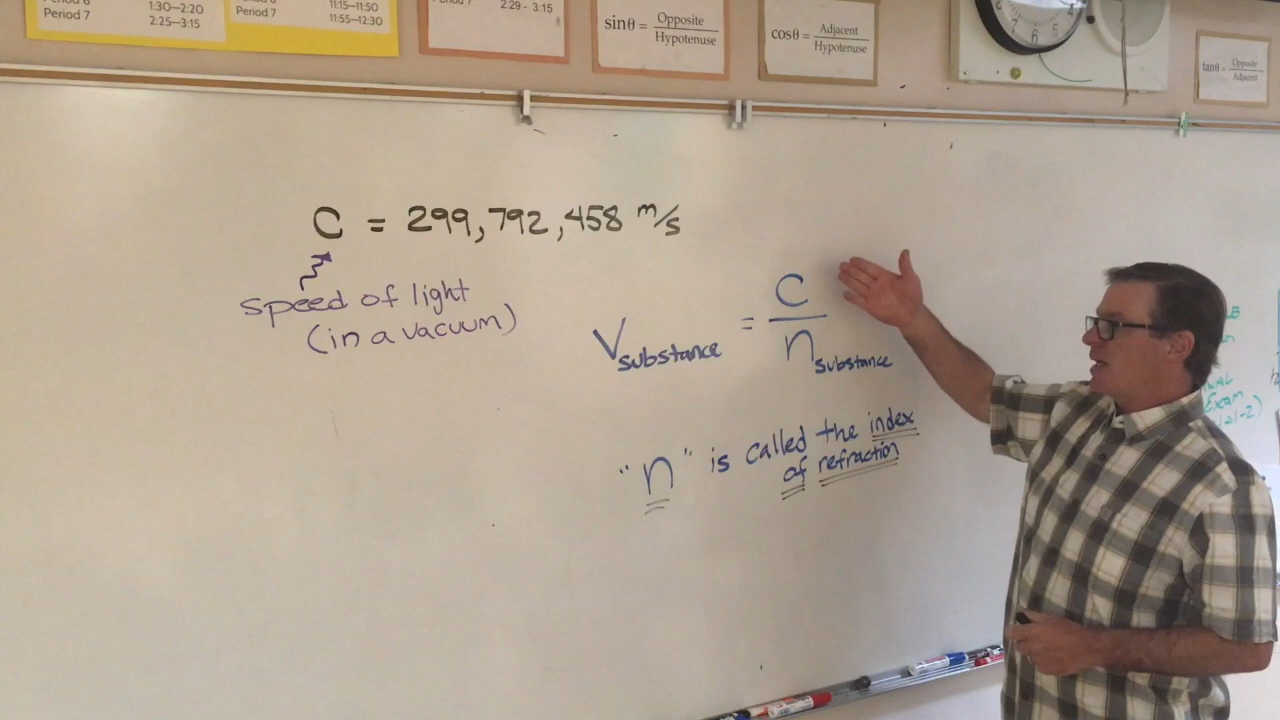 Period 7 1:30—2:20
2:25—3:15
Period 7 11:15—11:50
11:55—12:30
2:29 - 3:15
sinθ = Opposite
Hypotenuse
cosθ = Adjacent
Hypotenuse
tanθ = Opposite
Adjacent
C = 299,792,458 m/s
speed of light
(in a vacuum)
Vsubstance = C
nsubstance
"n" is called the index
of refraction
Exam